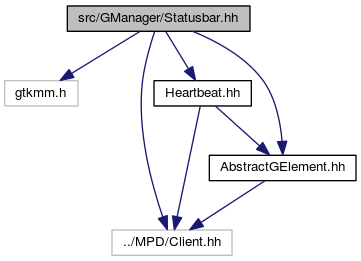 src/GManager/Statusbar.hh
gtkmm.h
Heartbeat.hh
AbstractGElement.hh
../MPD/Client.hh